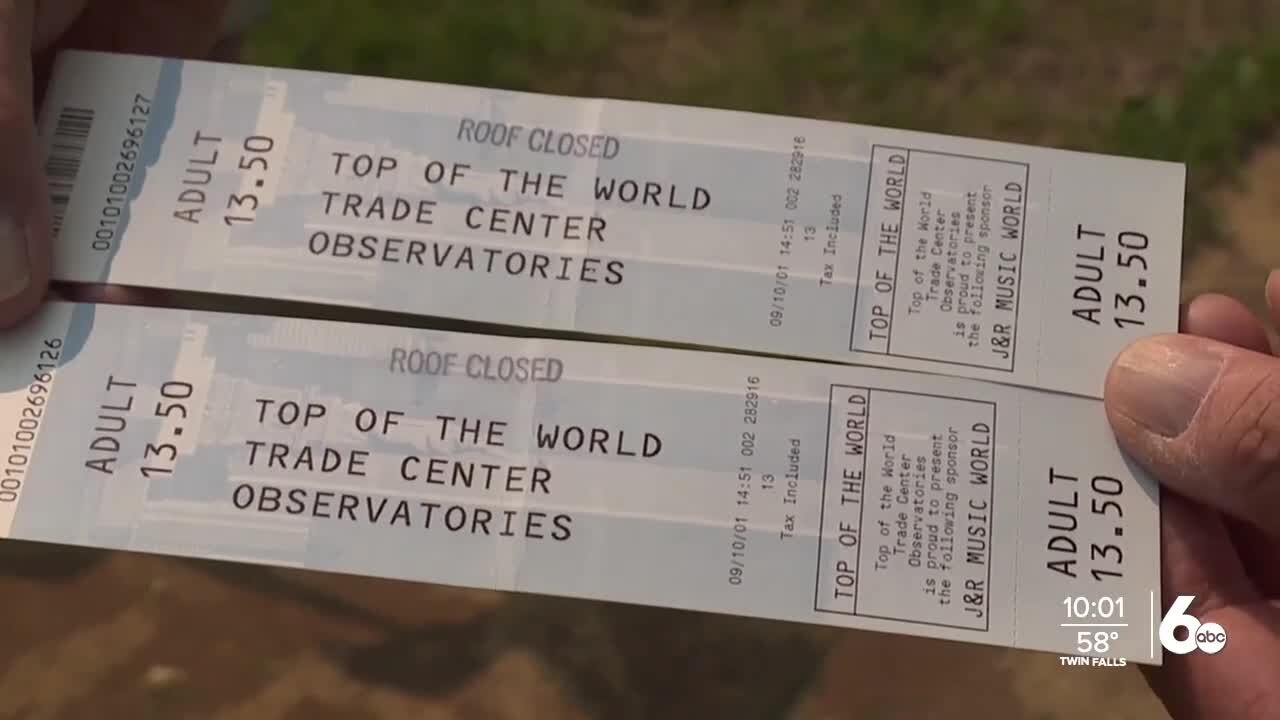 00101002696127
ADULT
13.50
ROOF CLOSED
TOP OF THE WORLD
TRADE CENTER
OBSERVATORIES
09/10/01 14:51 002 282916
13
Tax Included
TOP OF THE WORLD
Top of the World
Trade Center
Observatories
is proud to present
the following sponsor
J&R MUSIC WORLD
ADULT
13.50
00101002696126
ADULT
13.50
ROOF CLOSED
TOP OF THE WORLD
TRADE CENTER
OBSERVATORIES
09/10/01 14:51 002 282916
13
Tax Included
TOP OF THE WORLD
Top of the World
Trade Center
Observatories
is proud to present
the following sponsor
J&R MUSIC WORLD
ADULT
13.50
10:01
58°
TWIN FALLS
6 abc